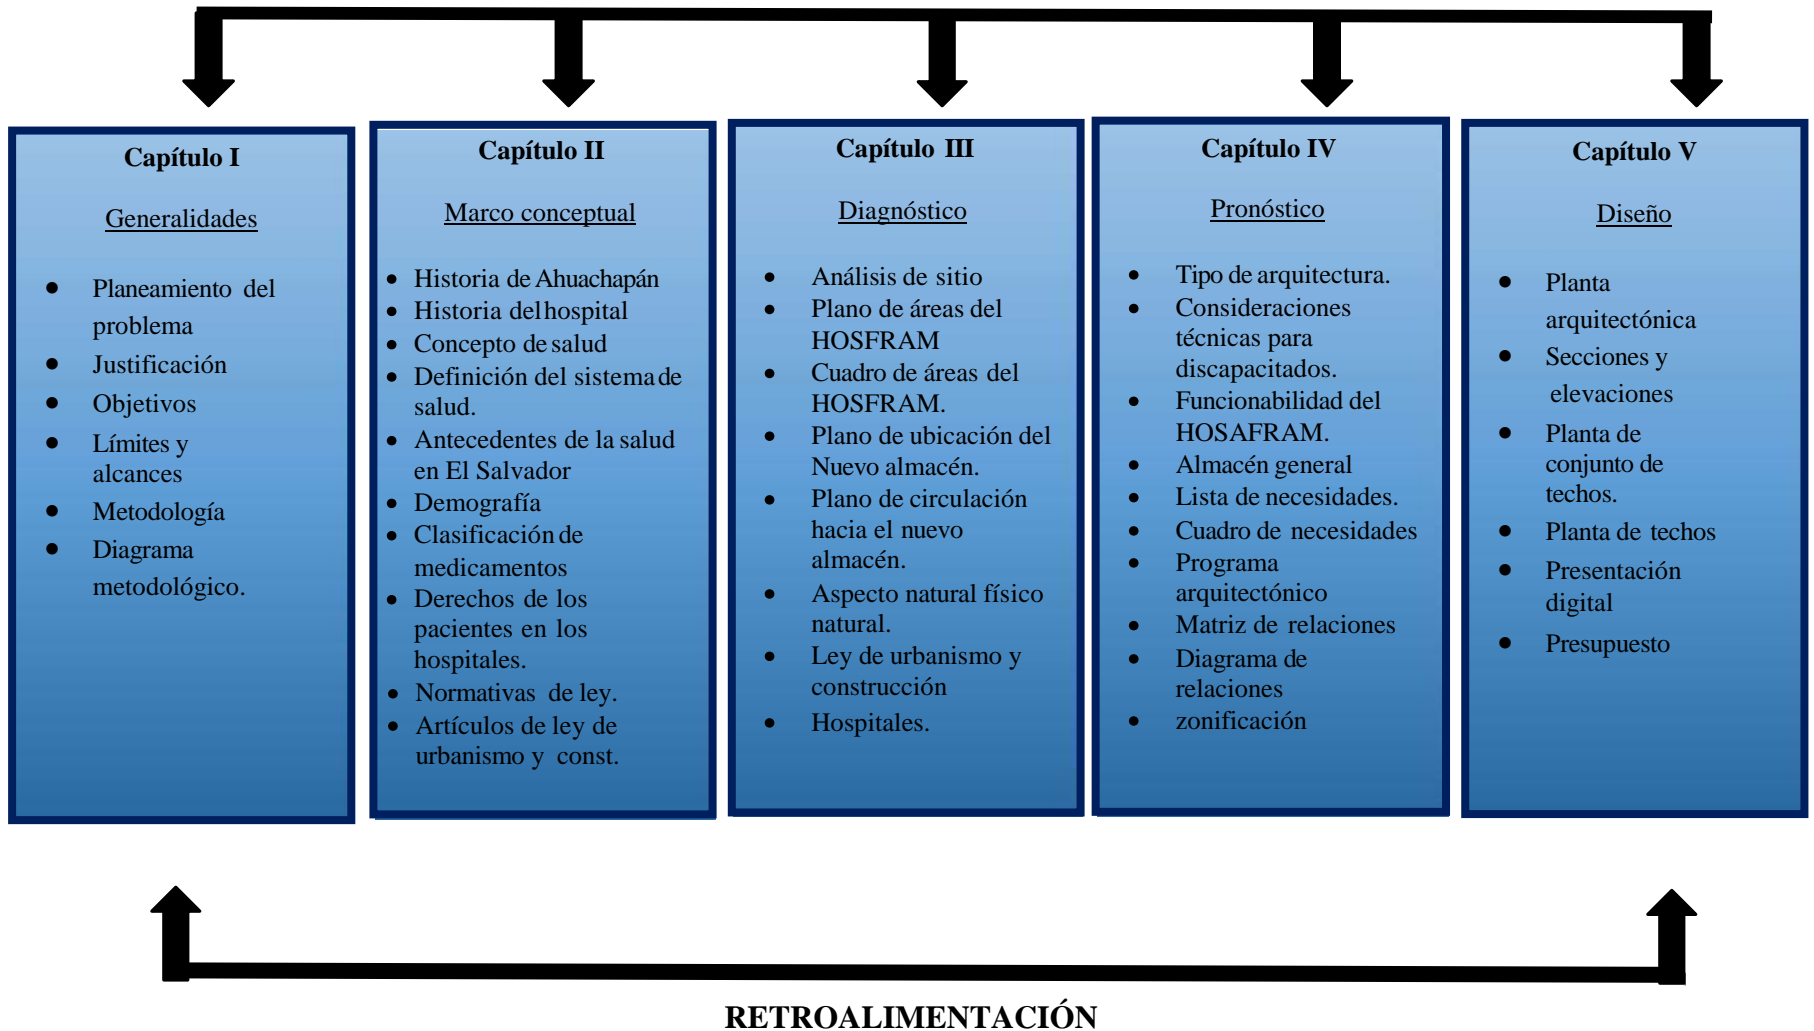 Capítulo I
Generalidades
• Planeamiento del
problema
• Justificación
• Objetivos
• Límites y
alcances
• Metodología
• Diagrama
metodológico.
Capítulo II
Marco conceptual
• Historia de Ahuachapán
• Historia del hospital
• Concepto de salud
• Definición del sistema de
salud.
• Antecedentes de la salud
en El Salvador
• Demografía
• Clasificación de
medicamentos
• Derechos de los
pacientes en los
hospitales.
• Normativas de ley.
• Artículos de ley de
urbanismo y const.
Capítulo III
Diagnóstico
• Análisis de sitio
• Plano de áreas del
HOSFRAM
• Cuadro de áreas del
HOSFRAM.
• Plano de ubicación del
Nuevo almacén.
• Plano de circulación
hacia el nuevo
almacén.
• Aspecto natural físico
natural.
• Ley de urbanismo y
construcción
• Hospitales.
Capítulo IV
Pronóstico
• Tipo de arquitectura.
• Consideraciones
técnicas para
discapacitados.
• Funcionabilidad del
HOSAFRAM.
• Almacén general
• Lista de necesidades.
• Cuadro de necesidades
• Programa
arquitectónico
• Matriz de relaciones
• Diagrama de
relaciones
• zonificación
Capítulo V
Diseño
• Planta
arquitectónica
• Secciones y
elevaciones
• Planta de
conjunto de
techos.
• Planta de techos
• Presentación
digital
• Presupuesto
RETROALIMENTACIÓN